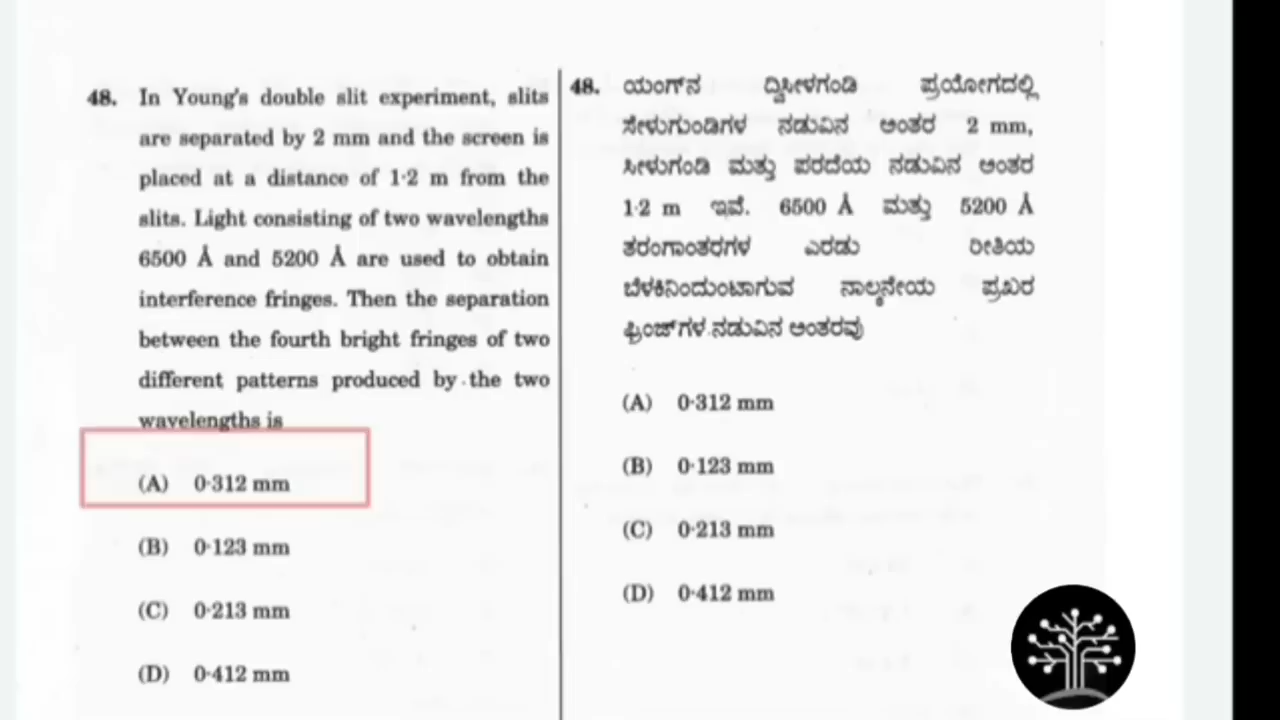 48. In Young's double slit experiment, slits
are separated by 2 mm and the screen is
placed at a distance of 1·2 m from the
slits. Light consisting of two wavelengths
6500 Å and 5200 Å are used to obtain
interference fringes. Then the separation
between the fourth bright fringes of two
different patterns produced by the two
wavelengths is
(A) 0·312 mm
(B) 0·123 mm
(C) 0·213 mm
(D) 0·412 mm
48. ಯಂಗ್‌ನ ದ್ವಿಸೀಳಗಂಡಿ ಪ್ರಯೋಗದಲ್ಲಿ
ಸೇಳುಗುಂಡಿಗಳ ನಡುವಿನ ಅಂತರ 2 mm,
ಸೀಳುಗಂಡಿ ಮತ್ತು ಪರದೆಯ ನಡುವಿನ ಅಂತರ
1·2 m ಇವೆ. 6500 Å ಮತ್ತು 5200 Å
ತರಂಗಾಂತರಗಳ ಎರಡು ರೀತಿಯ
ಬೆಳಕಿನಿಂದುಂಟಾಗುವ ನಾಲ್ಕನೇಯ ಪ್ರಖರ
ಫ್ರಿಂಜ್‌ಗಳ ನಡುವಿನ ಅಂತರವು
(A) 0·312 mm
(B) 0·123 mm
(C) 0·213 mm
(D) 0·412 mm